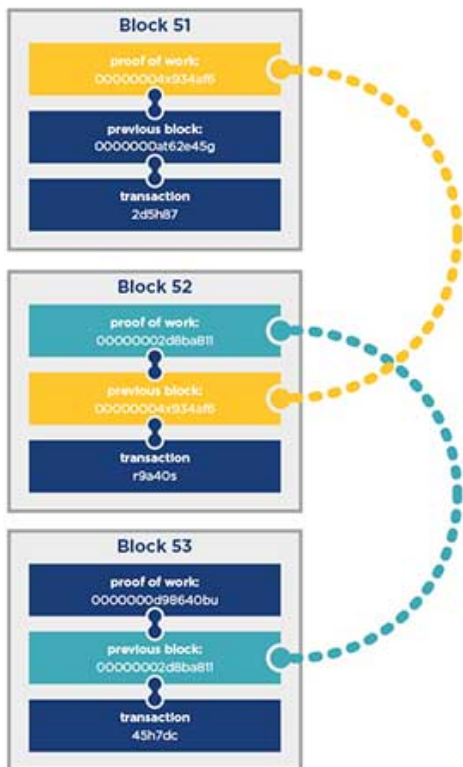 Block 51
proof of work:
00000004x934af6
previous block:
0000000at62e45g
transaction
2d5h87
Block 52
proof of work:
00000002d8ba811
previous block:
00000004x934af6
transaction
r9a40s
Block 53
proof of work:
0000000d98640bu
previous block:
00000002d8ba811
transaction
45h7dc